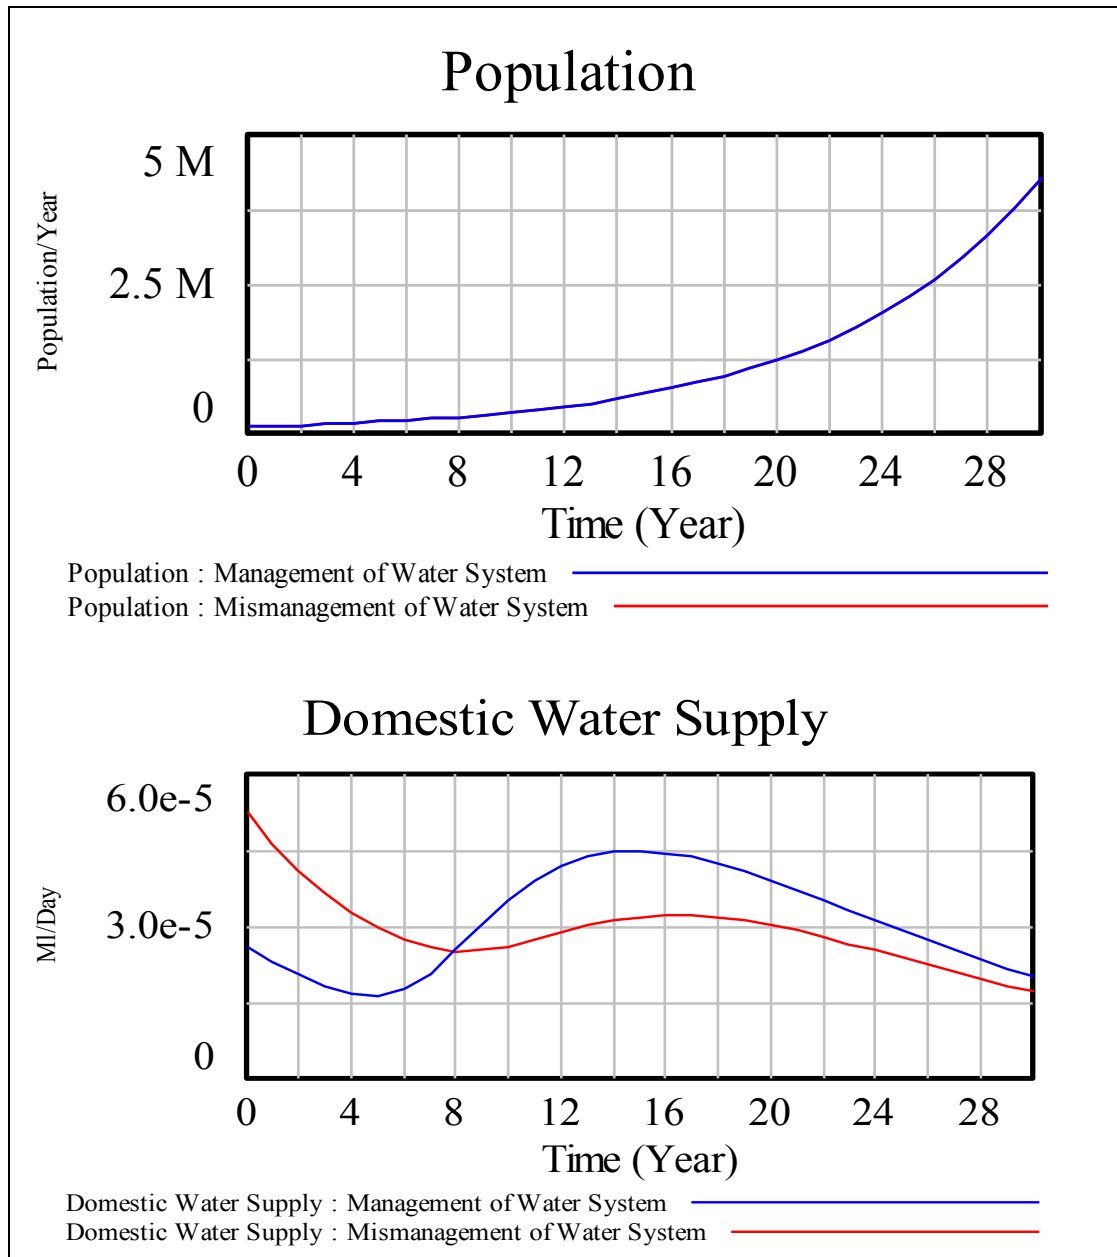 Population
5 M
2.5 M
0
Population/Year
0 4 8 12 16 20 24 28
Time (Year)
Population : Management of Water System
Population : Mismanagement of Water System
Domestic Water Supply
6.0e-5
3.0e-5
0
Ml/Day
0 4 8 12 16 20 24 28
Time (Year)
Domestic Water Supply : Management of Water System
Domestic Water Supply : Mismanagement of Water System